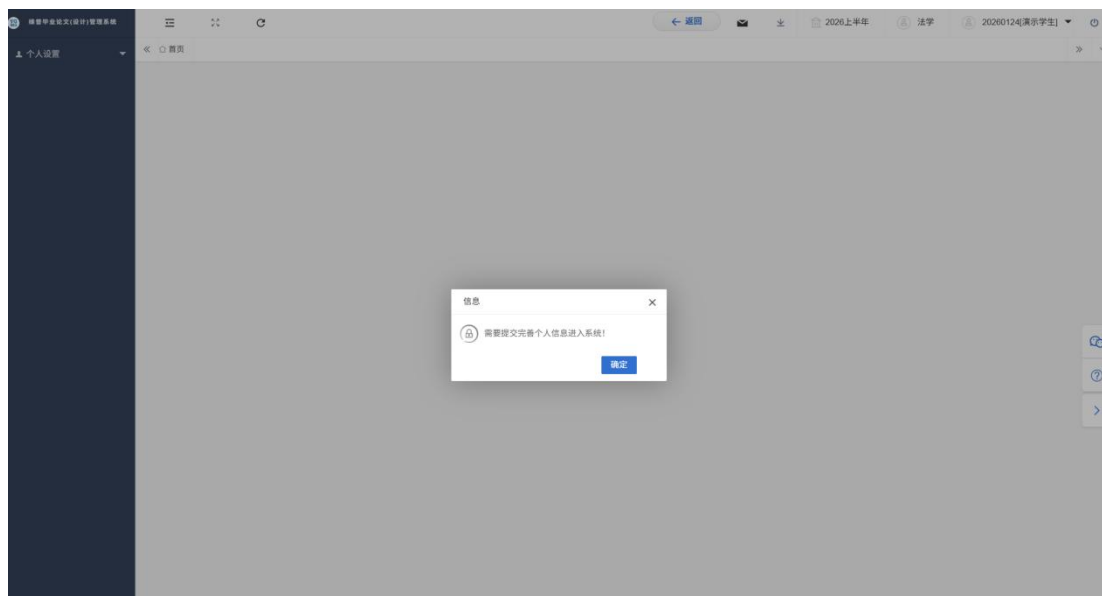 维普毕业论文(设计)管理系统
返回
2026上半年
法学
20260124[演示学生]
个人设置
首页
信息
需要提交完善个人信息进入系统!
确定